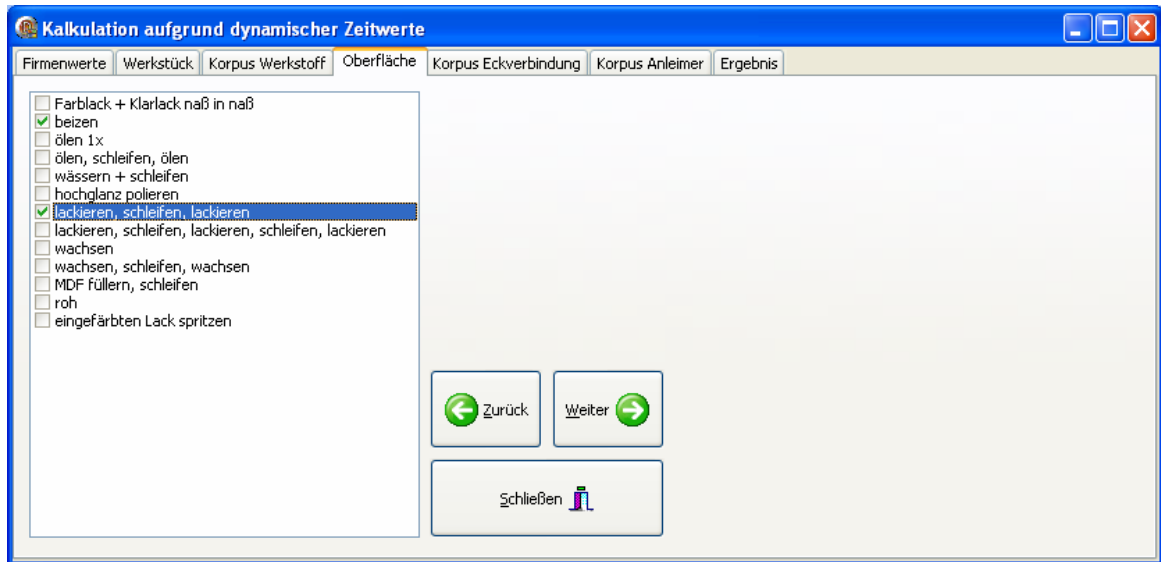 Kalkulation aufgrund dynamischer Zeitwerte
Firmenwerte Werkstück Korpus Werkstoff Oberfläche Korpus Eckverbindung Korpus Anleimer Ergebnis
Farblack + Klarlack naß in naß
beizen
ölen 1x
ölen, schleifen, ölen
wässern + schleifen
hochglanz polieren
lackieren, schleifen, lackieren
lackieren, schleifen, lackieren, schleifen, lackieren
wachsen
wachsen, schleifen, wachsen
MDF füllern, schleifen
roh
eingefärbten Lack spritzen
Zurück Weiter
Schließen